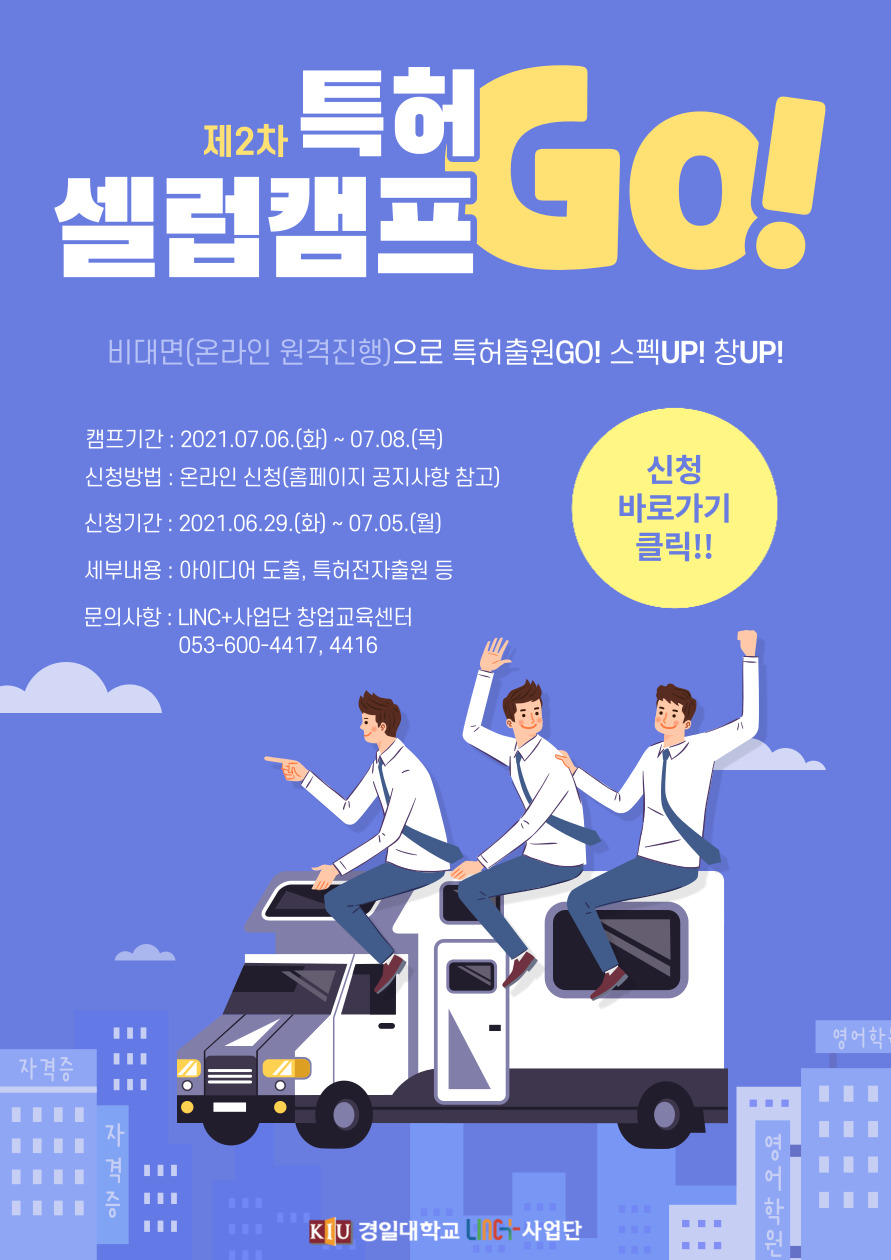 제2차 특허
셀럽캠프 GO!
비대면(온라인 원격진행)으로 특허출원GO! 스펙UP! 창UP!
캠프기간 : 2021.07.06.(화) ~ 07.08.(목)
신청방법 : 온라인 신청(홈페이지 공지사항 참고)
신청기간 : 2021.06.29.(화) ~ 07.05.(월)
세부내용 : 아이디어 도출, 특허전자출원 등
문의사항 : LINC+사업단 창업교육센터
053-600-4417, 4416
신청
바로가기
클릭!!
자격증
자격증
영어학원
영어학
KIU 경일대학교 LINC+사업단